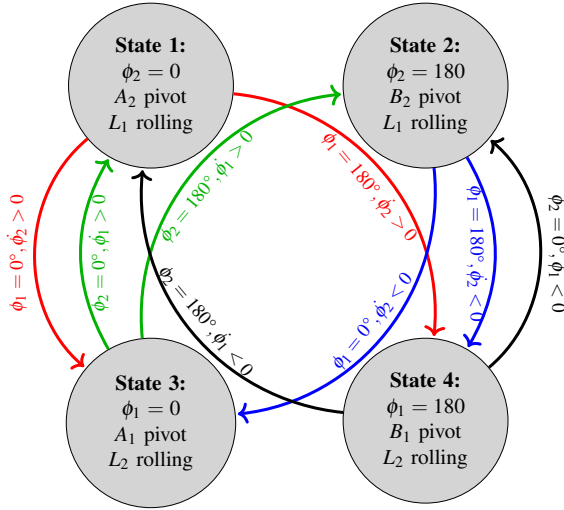 State 1:
ϕ₂ = 0
A₂ pivot
L₁ rolling
State 2:
ϕ₂ = 180
B₂ pivot
L₁ rolling
ϕ₁ = 0°, ϕ̇₂ > 0
ϕ₂ = 0°, ϕ̇₁ > 0
ϕ₂ = 180°, ϕ̇₁ > 0
ϕ₁ = 180°, ϕ̇₂ > 0
ϕ₂ = 180°, ϕ̇₁ < 0
ϕ₁ = 0°, ϕ̇₂ < 0
ϕ₁ = 180°, ϕ̇₂ < 0
ϕ₂ = 0°, ϕ̇₁ < 0
State 3:
ϕ₁ = 0
A₁ pivot
L₂ rolling
State 4:
ϕ₁ = 180
B₁ pivot
L₂ rolling